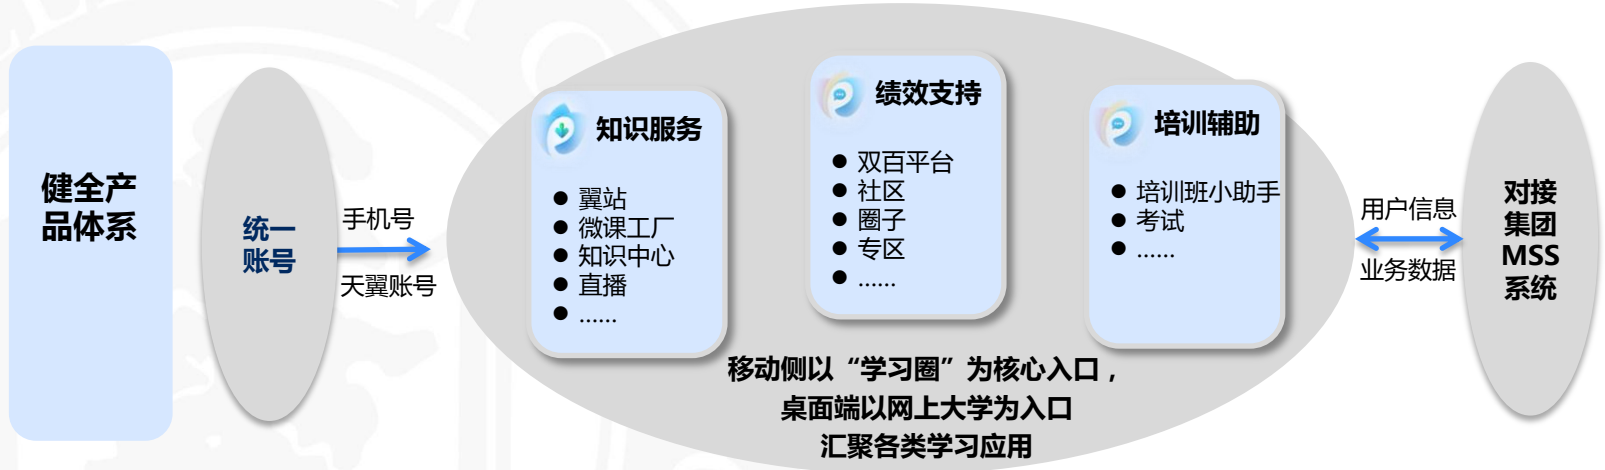 健全产
品体系
统一
账号
手机号
天翼账号
知识服务
● 翼站
● 微课工厂
● 知识中心
● 直播
● ......
绩效支持
● 双百平台
● 社区
● 圈子
● 专区
● ......
培训辅助
● 培训班小助手
● 考试
● ......
移动侧以“学习圈”为核心入口，
桌面端以网上大学为入口
汇聚各类学习应用
用户信息
业务数据
对接
集团
MSS
系统